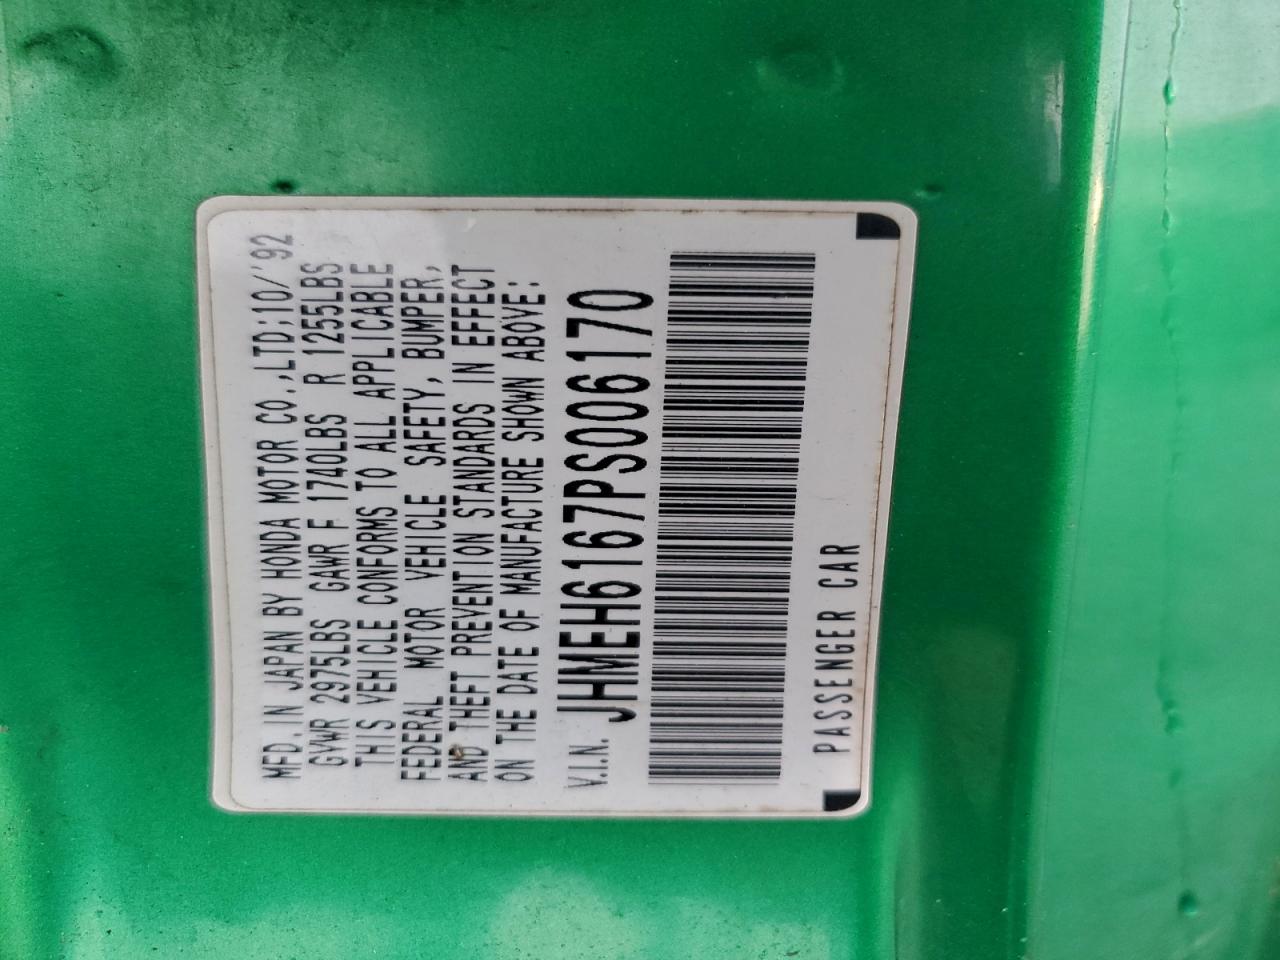 MFD. IN JAPAN BY HONDA MOTOR CO.,LTD;10/'92
GVWR 2975LBS GAWR F 1740LBS R 1255LBS
THIS VEHICLE CONFORMS TO ALL APPLICABLE
FEDERAL MOTOR VEHICLE SAFETY, BUMPER,
AND THEFT PREVENTION STANDARDS IN EFFECT
ON THE DATE OF MANUFACTURE SHOWN ABOVE:
V.I.N. JHMEH6167PS006170
PASSENGER CAR